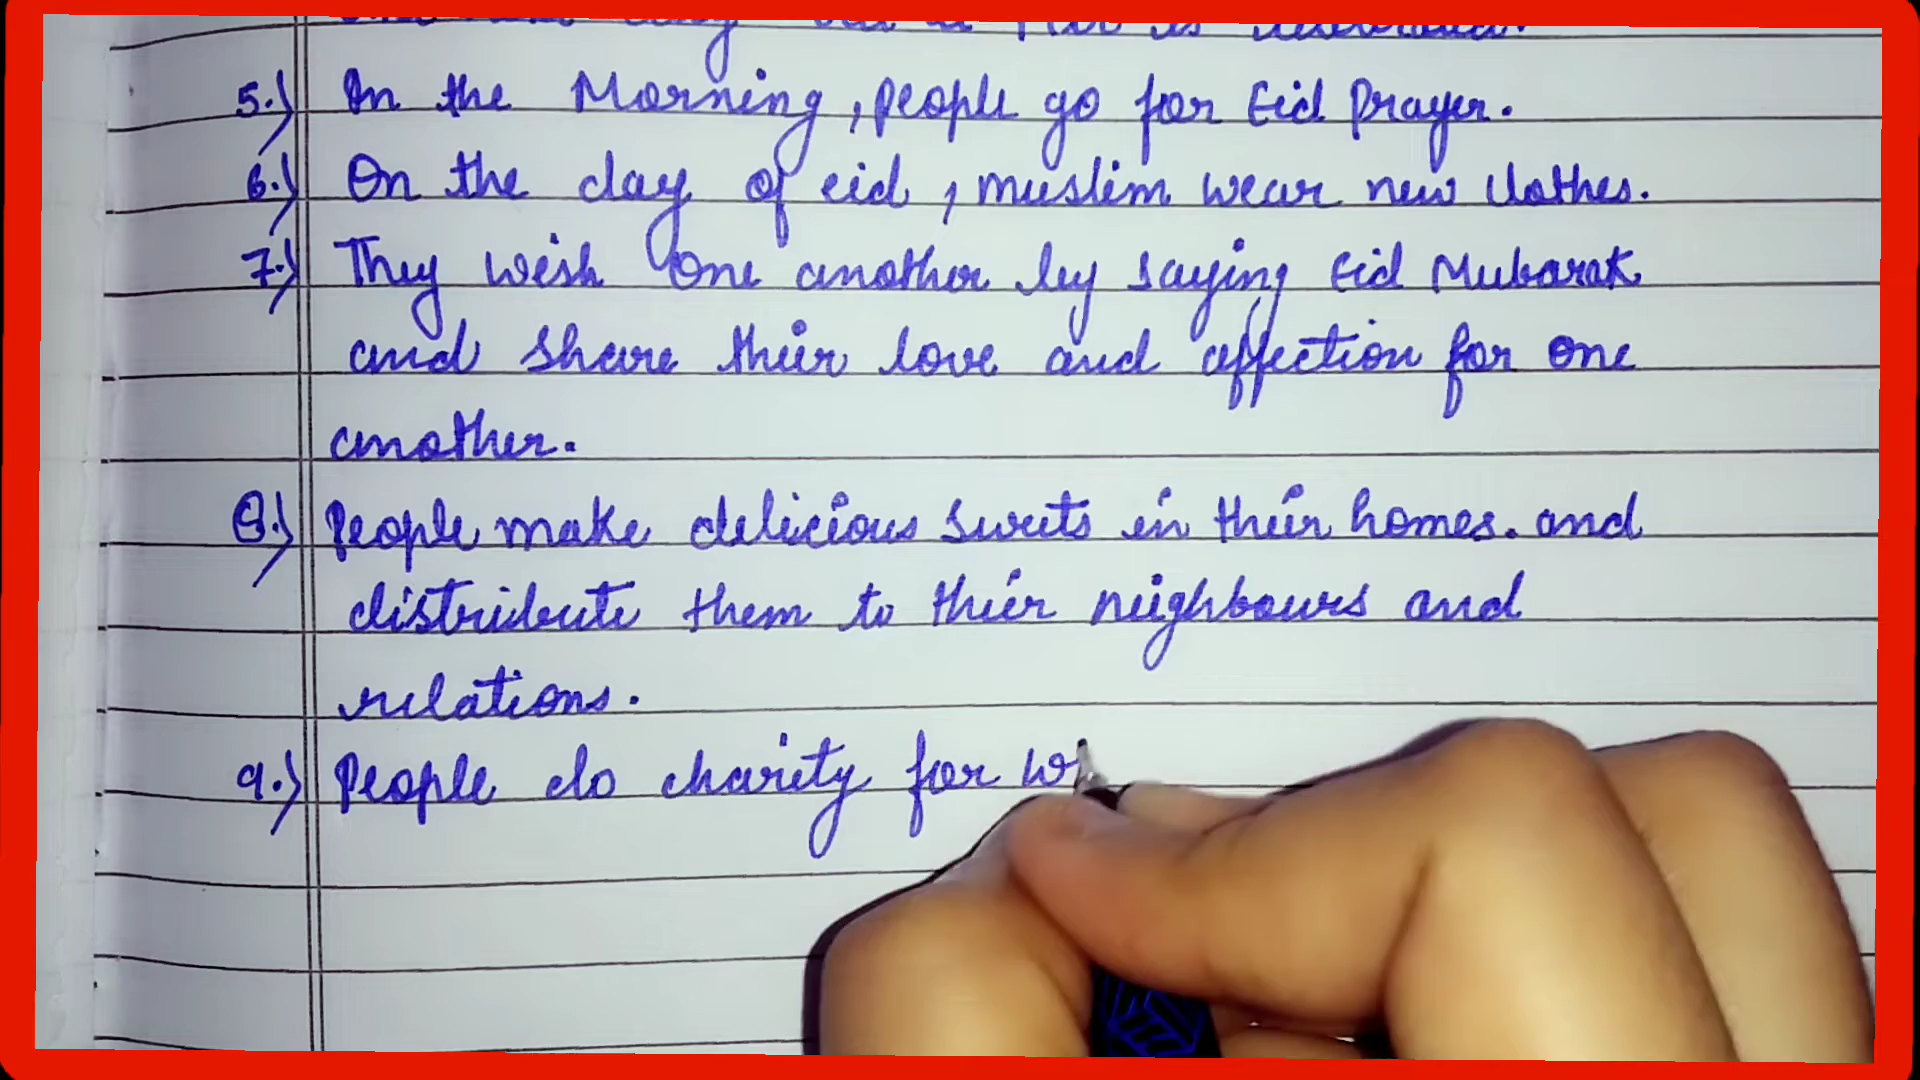 5.) In the Morning, People go for Eid Prayer.
6.) On the day of eid, muslim wear new clothes.
7.) They wish one another by saying Eid Mubarak
and share their love and affection for one
another.
8.) People make delicious sweets in their homes. and
distribute them to their neighbours and
relations.
9.) People do charity for